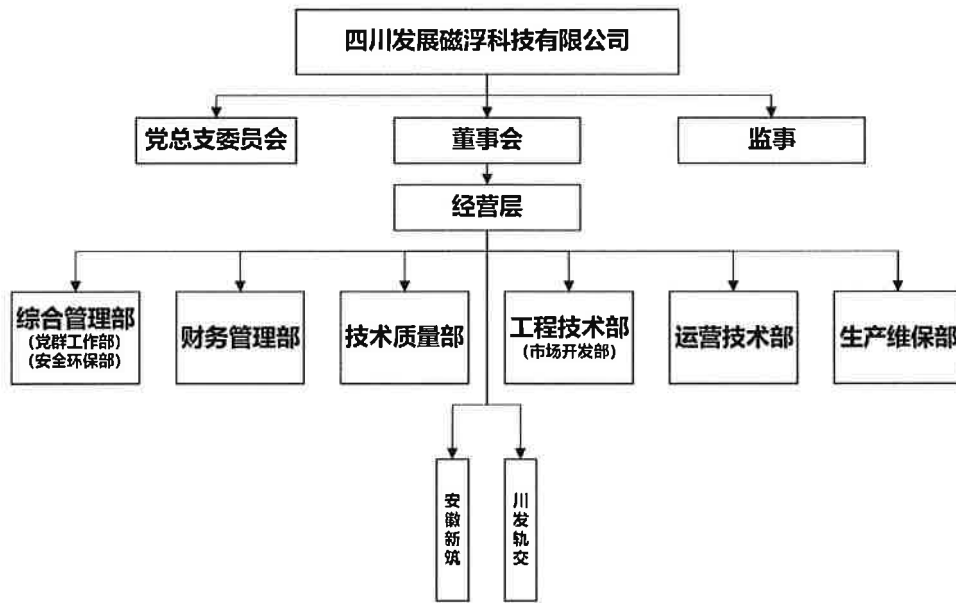 四川发展磁浮科技有限公司
党总支委员会
董事会
监事
经营层
综合管理部
(党群工作部)
(安全环保部)
财务管理部
技术质量部
工程技术部
(市场开发部)
运营技术部
生产维保部
安徽新筑
川发轨交